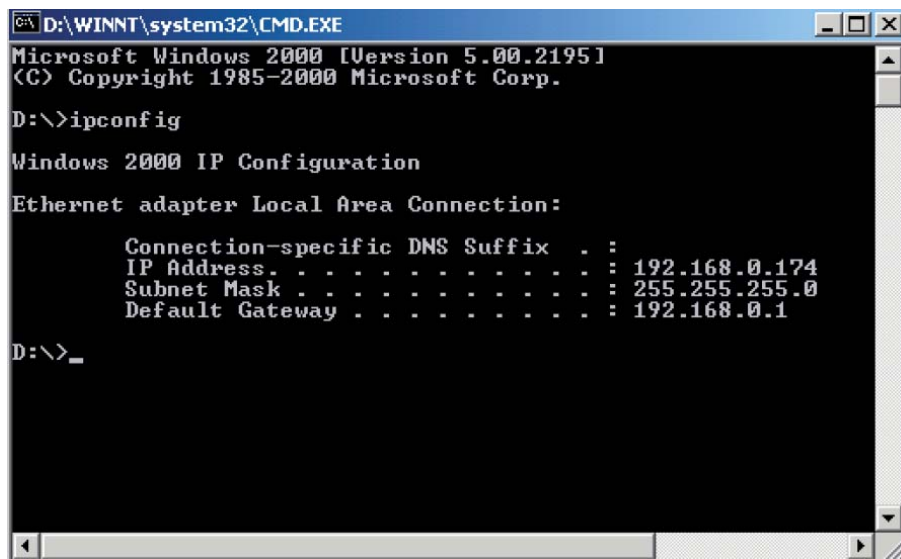 D:\WINNT\system32\CMD.EXE
Microsoft Windows 2000 [Version 5.00.2195]
(C) Copyright 1985-2000 Microsoft Corp.
D:\>ipconfig
Windows 2000 IP Configuration
Ethernet adapter Local Area Connection:
Connection-specific DNS Suffix . :
IP Address. . . . . . . . . . . . : 192.168.0.174
Subnet Mask . . . . . . . . . . . : 255.255.255.0
Default Gateway . . . . . . . . . : 192.168.0.1
D:\>_